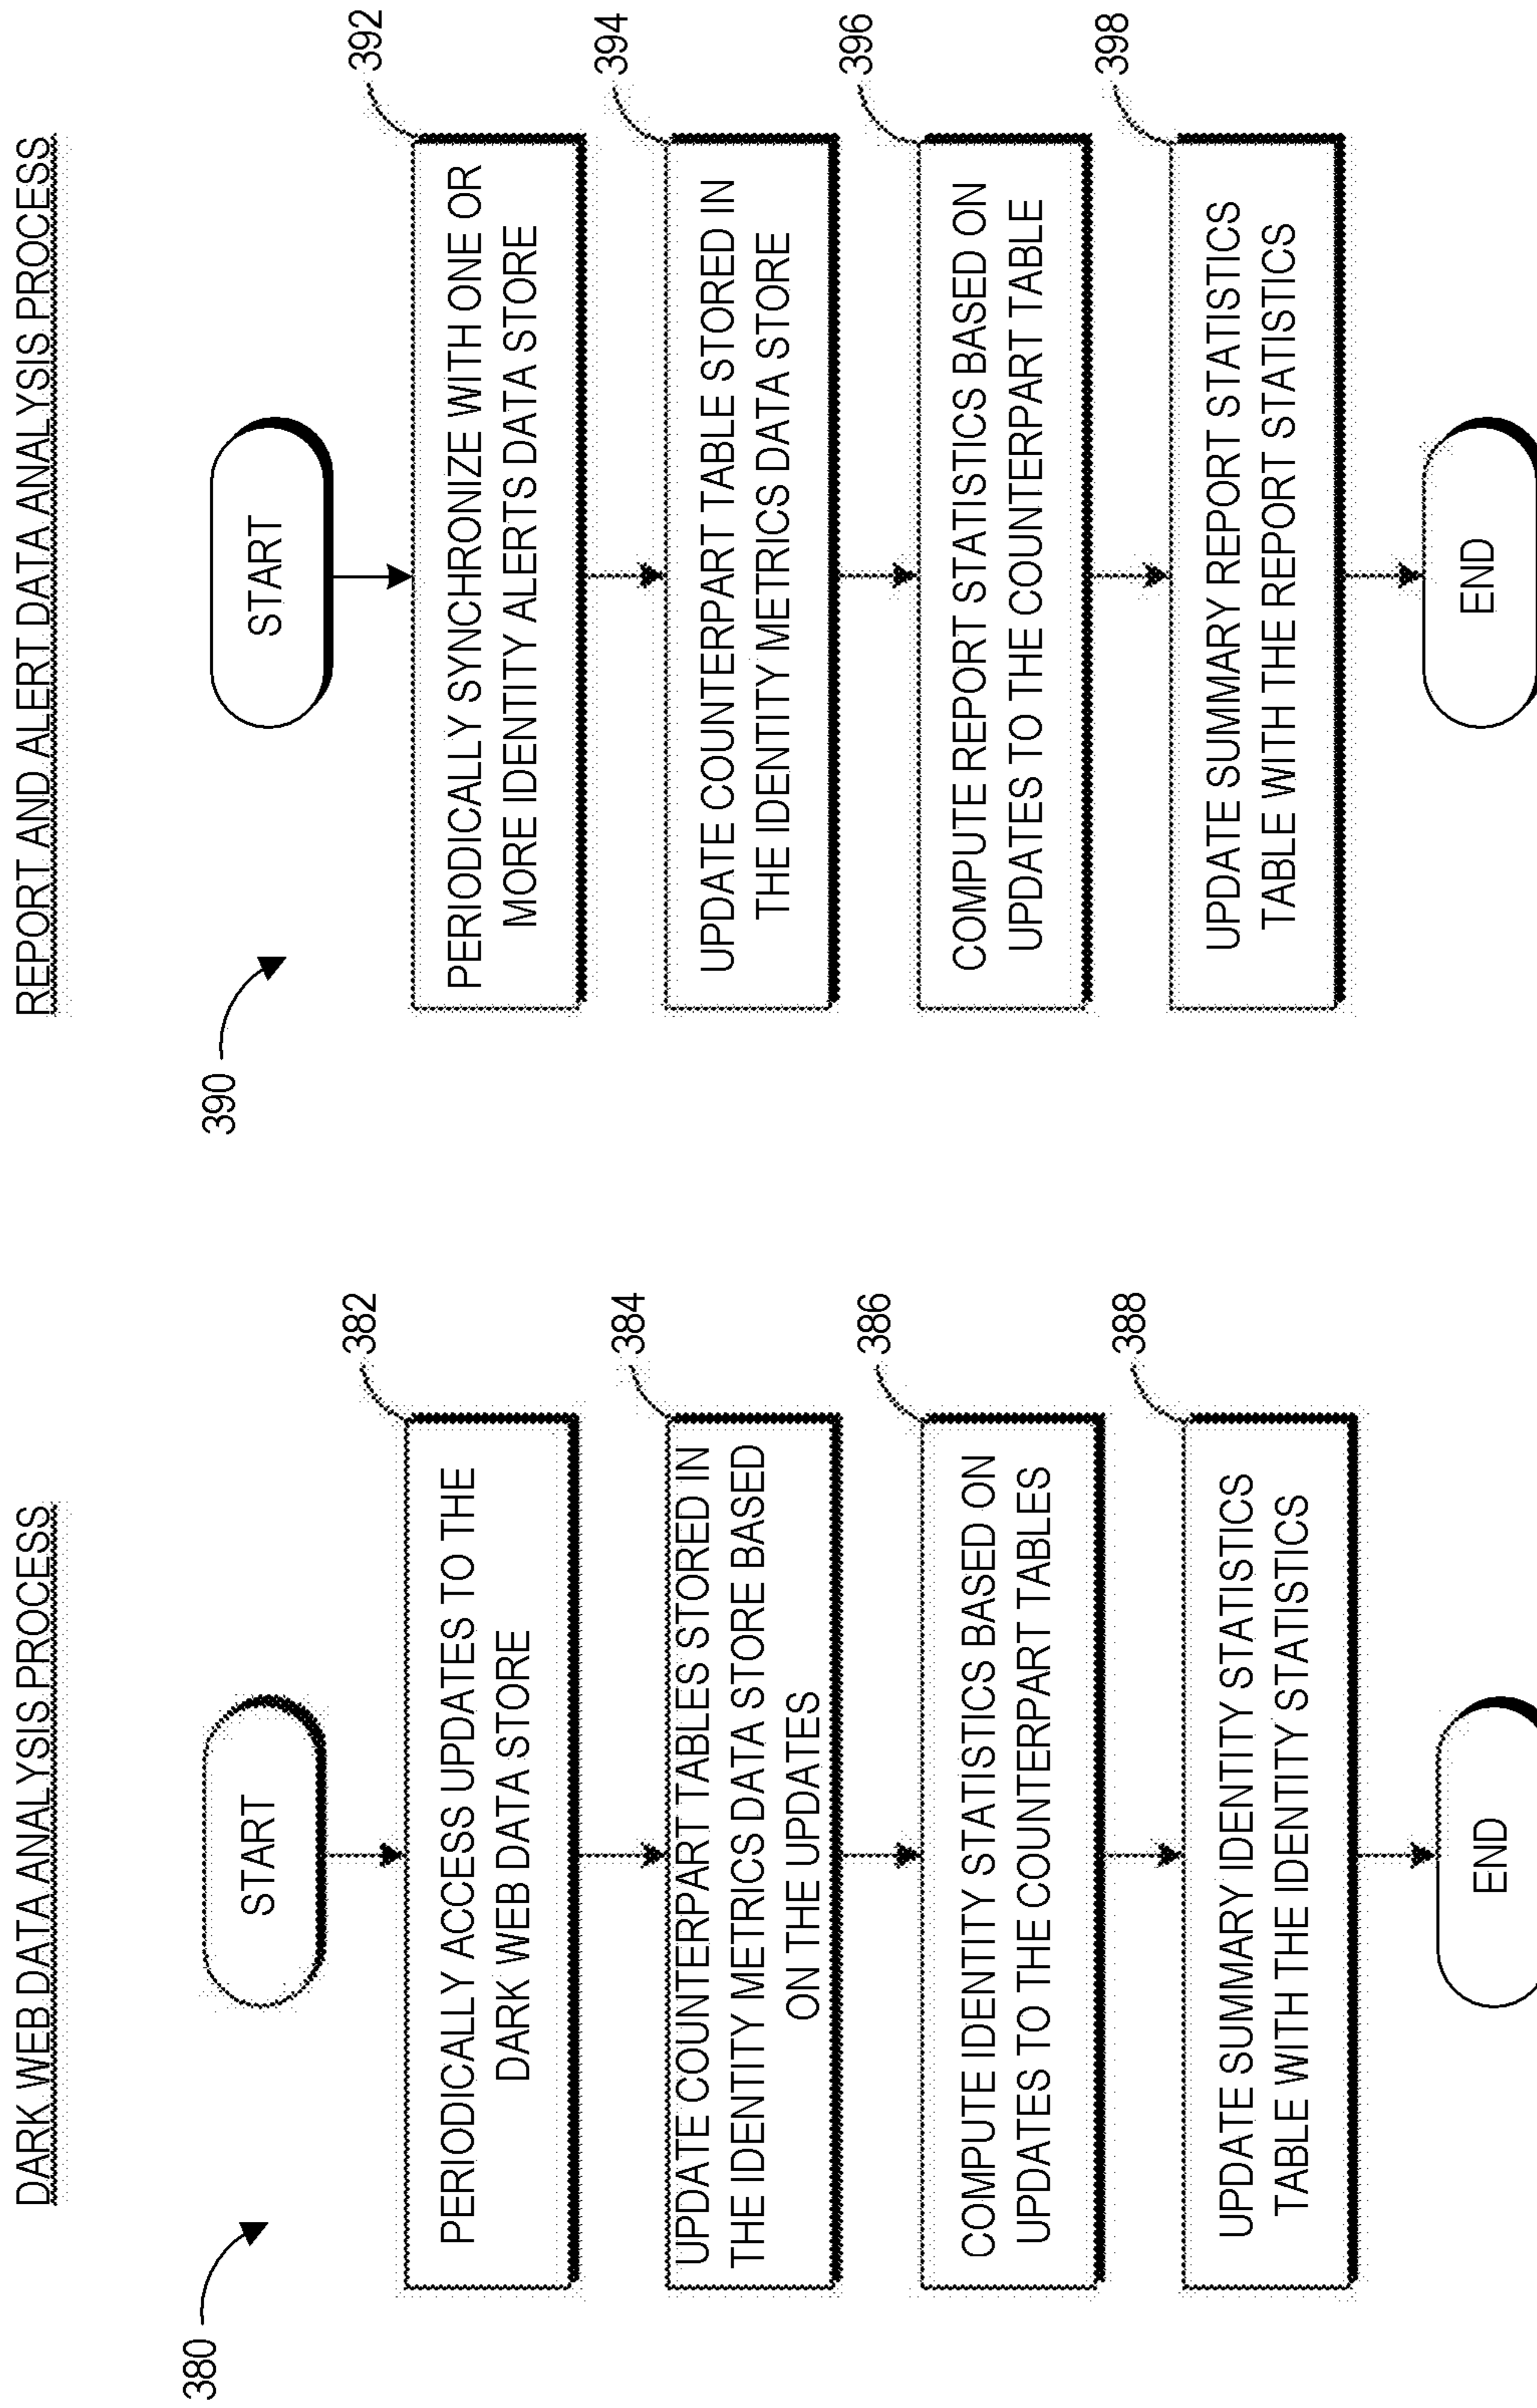 DARK WEB DATA ANALYSIS PROCESS
380
START
382
PERIODICALLY ACCESS UPDATES TO THE
DARK WEB DATA STORE
384
UPDATE COUNTERPART TABLES STORED IN
THE IDENTITY METRICS DATA STORE BASED
ON THE UPDATES
386
COMPUTE IDENTITY STATISTICS BASED ON
UPDATES TO THE COUNTERPART TABLES
388
UPDATE SUMMARY IDENTITY STATISTICS
TABLE WITH THE IDENTITY STATISTICS
END
REPORT AND ALERT DATA ANALYSIS PROCESS
390
START
392
PERIODICALLY SYNCHRONIZE WITH ONE OR
MORE IDENTITY ALERTS DATA STORE
394
UPDATE COUNTERPART TABLE STORED IN
THE IDENTITY METRICS DATA STORE
396
COMPUTE REPORT STATISTICS BASED ON
UPDATES TO THE COUNTERPART TABLE
398
UPDATE SUMMARY REPORT STATISTICS
TABLE WITH THE REPORT STATISTICS
END